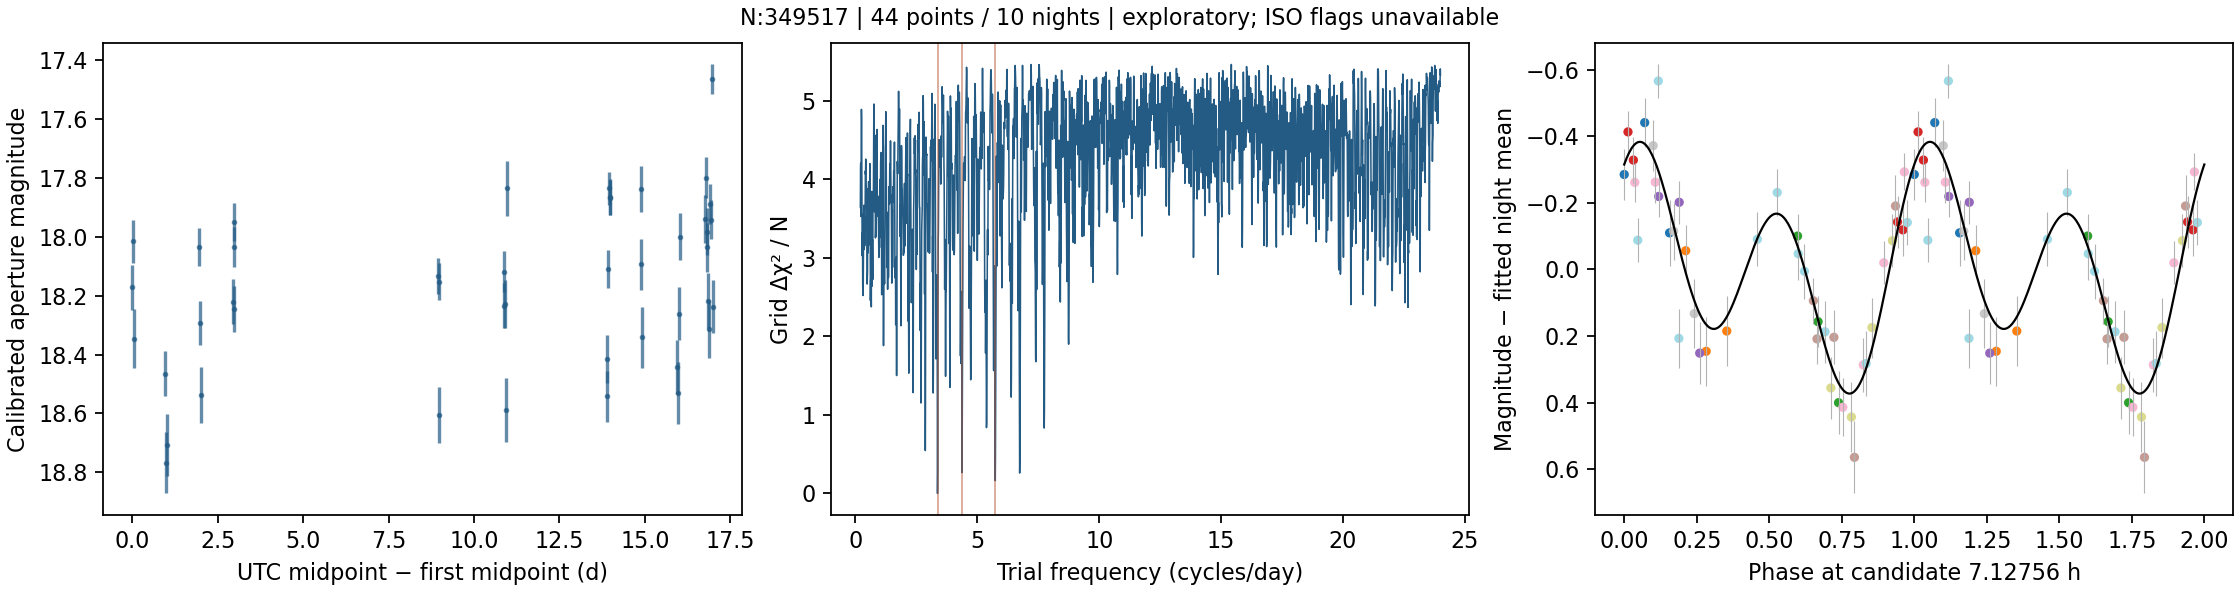 N:349517 | 44 points / 10 nights | exploratory; ISO flags unavailable
Calibrated aperture magnitude
17.4
17.6
17.8
18.0
18.2
18.4
18.6
18.8
0.0 2.5 5.0 7.5 10.0 12.5 15.0 17.5
UTC midpoint − first midpoint (d)
Grid Δχ² / N
5
4
3
2
1
0
0 5 10 15 20 25
Trial frequency (cycles/day)
Magnitude − fitted night mean
−0.6
−0.4
−0.2
0.0
0.2
0.4
0.6
0.00 0.25 0.50 0.75 1.00 1.25 1.50 1.75 2.00
Phase at candidate 7.12756 h